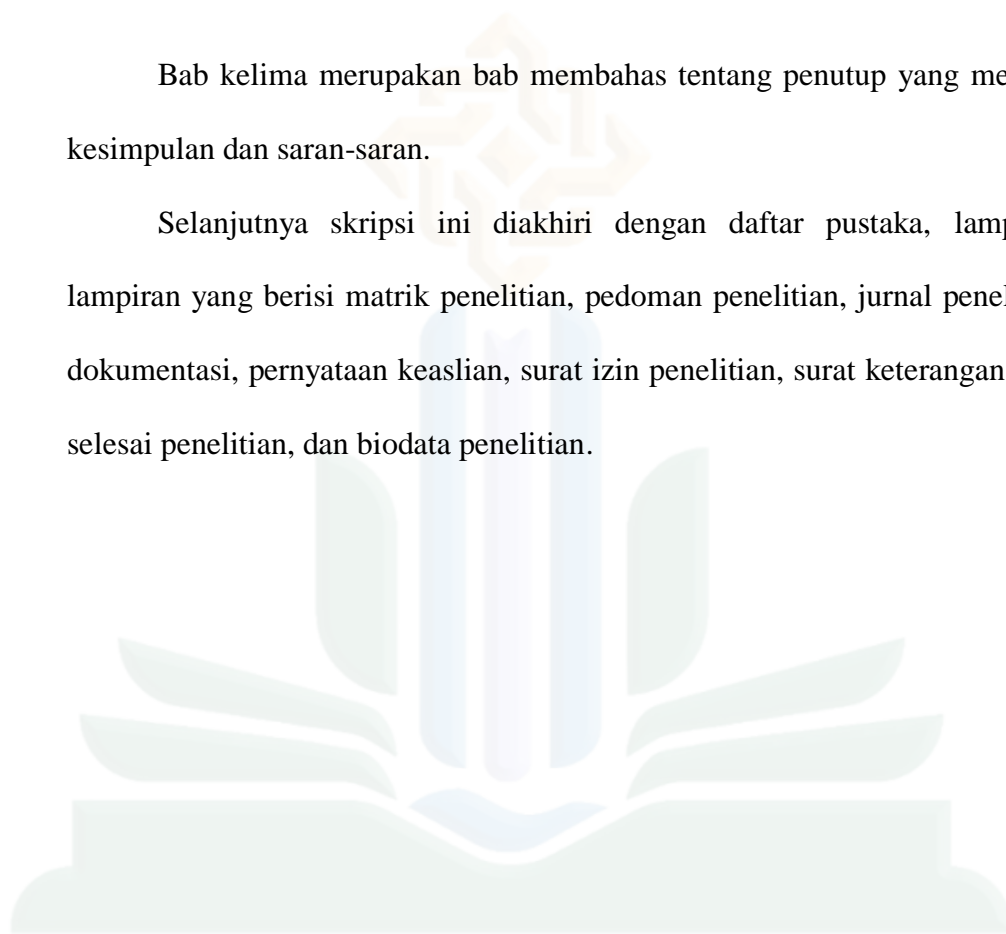 Bab kelima merupakan bab membahas tentang penutup yang me
kesimpulan dan saran-saran.
Selanjutnya skripsi ini diakhiri dengan daftar pustaka, lam
lampiran yang berisi matrik penelitian, pedoman penelitian, jurnal pene
dokumentasi, pernyataan keaslian, surat izin penelitian, surat keterangan
selesai penelitian, dan biodata penelitian.